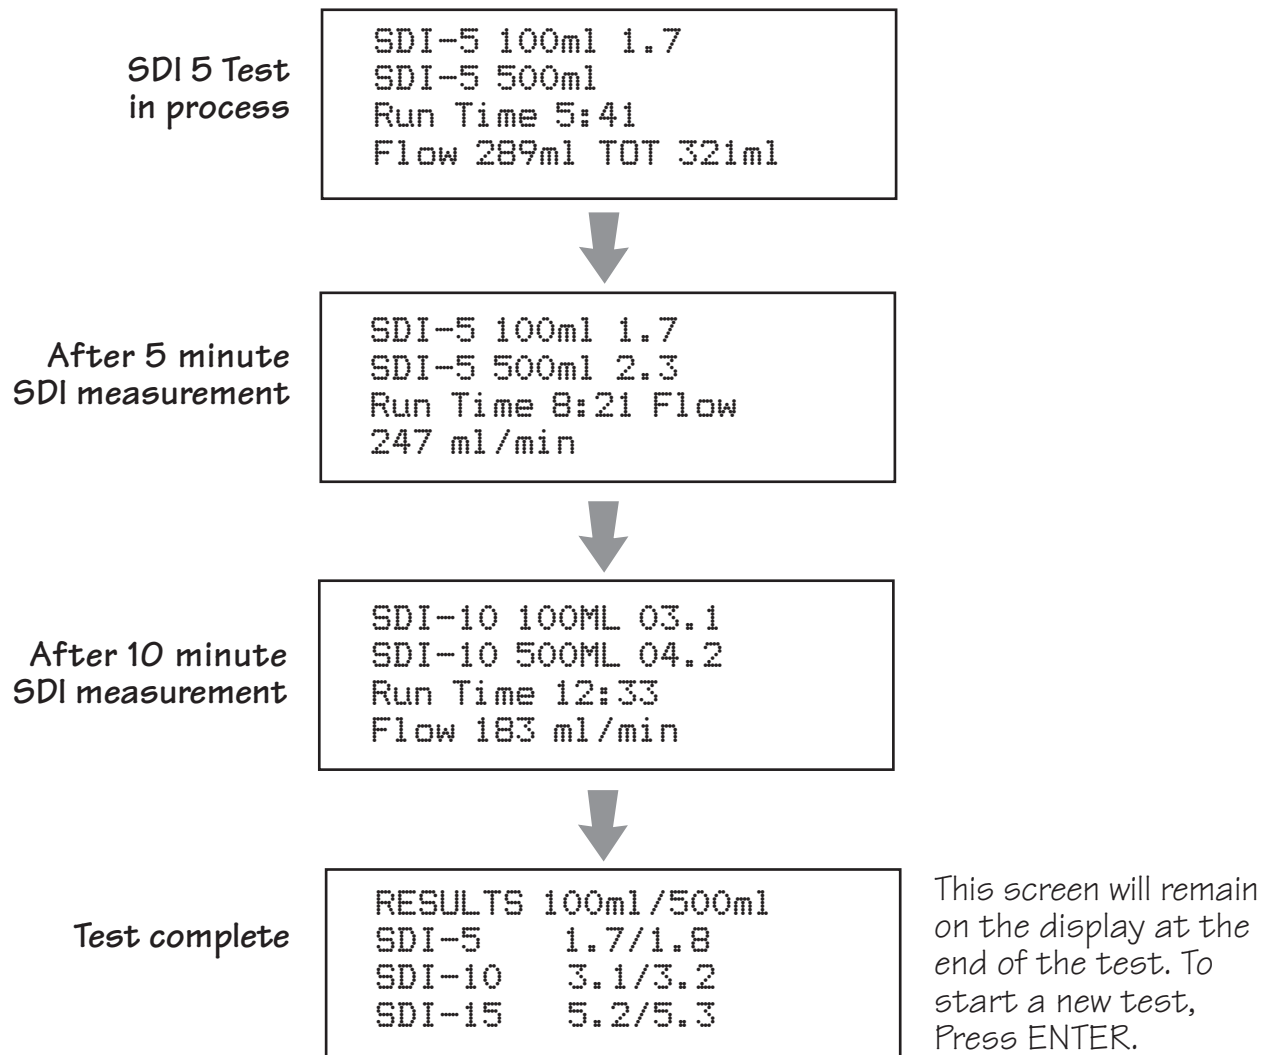 SDI 5 Test
in process
SDI-5 100ml 1.7
SDI-5 500ml
Run Time 5:41
Flow 289ml TOT 321ml
After 5 minute
SDI measurement
SDI-5 100ml 1.7
SDI-5 500ml 2.3
Run Time 8:21 Flow
247 ml/min
After 10 minute
SDI measurement
SDI-10 100ML 03.1
SDI-10 500ML 04.2
Run Time 12:33
Flow 183 ml/min
Test complete
RESULTS 100ml/500ml
SDI-5 1.7/1.8
SDI-10 3.1/3.2
SDI-15 5.2/5.3
This screen will remain
on the display at the
end of the test. To
start a new test,
Press ENTER.